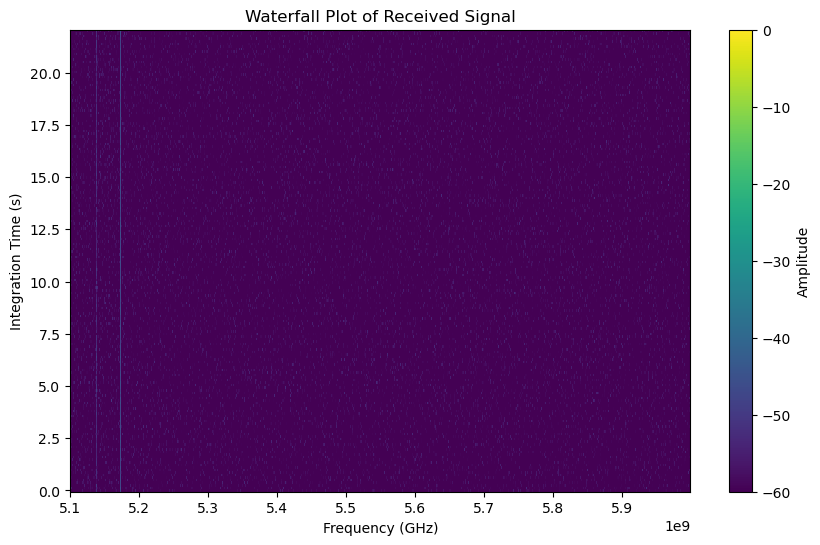 Waterfall Plot of Received Signal
Integration Time (s)
20.0
17.5
15.0
12.5
10.0
7.5
5.0
2.5
0.0
5.1 5.2 5.3 5.4 5.5 5.6 5.7 5.8 5.9
1e9
Frequency (GHz)
0
−10
−20
−30
−40
−50
−60
Amplitude